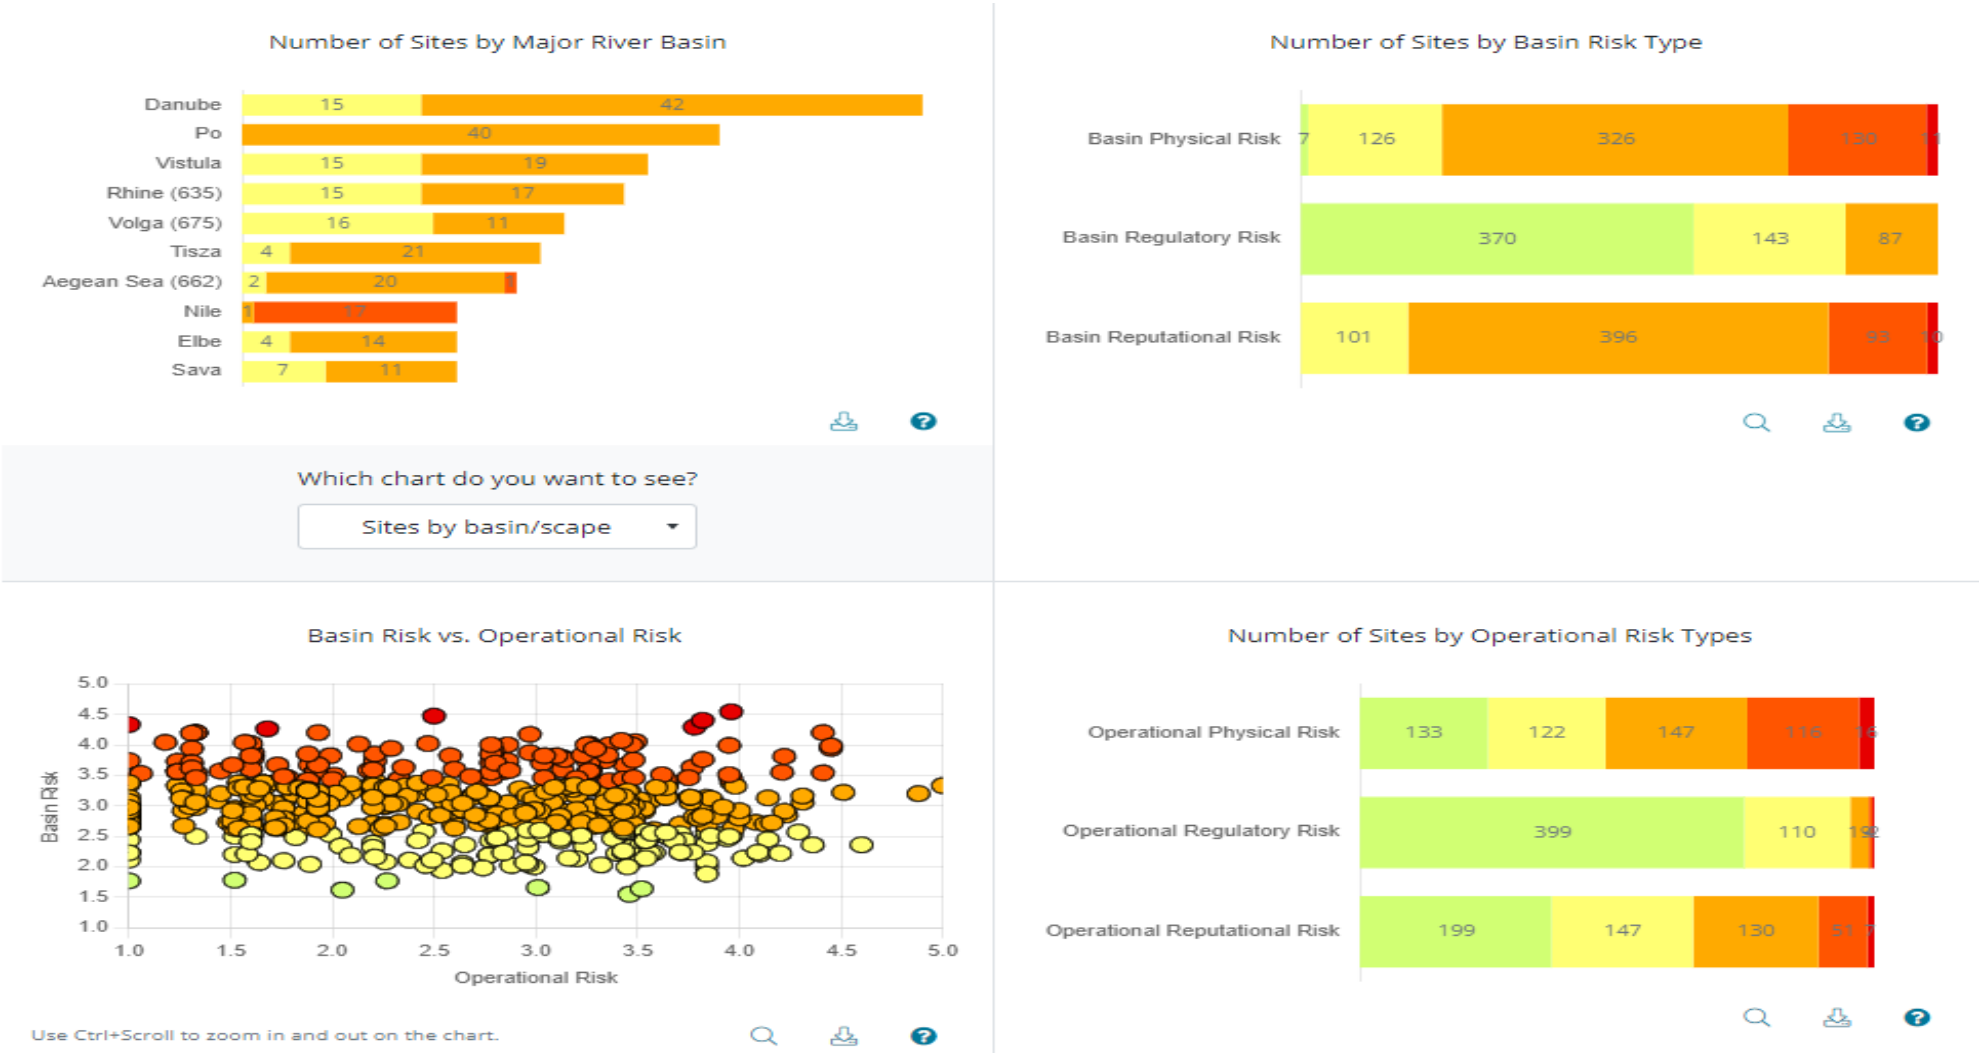 Number of Sites by Major River Basin
Danube 15 42
Po 40
Vistula 15 19
Rhine (635) 15 17
Volga (675) 16 11
Tisza 4 21
Aegean Sea (662) 2 20
Nile 1 17
Elbe 4 14
Sava 7 11
?
Which chart do you want to see?
Sites by basin/scape
Number of Sites by Basin Risk Type
Basin Physical Risk 7 126 326 130 11
Basin Regulatory Risk 370 143 87
Basin Reputational Risk 101 396 93 10
?
Basin Risk vs. Operational Risk
Basin Risk
5.0
4.5
4.0
3.5
3.0
2.5
2.0
1.5
1.0
1.0 1.5 2.0 2.5 3.0 3.5 4.0 4.5 5.0
Operational Risk
Use Ctrl+Scroll to zoom in and out on the chart.
?
Number of Sites by Operational Risk Types
Operational Physical Risk 133 122 147 116 16
Operational Regulatory Risk 399 110 19
Operational Reputational Risk 199 147 130 51 7
?